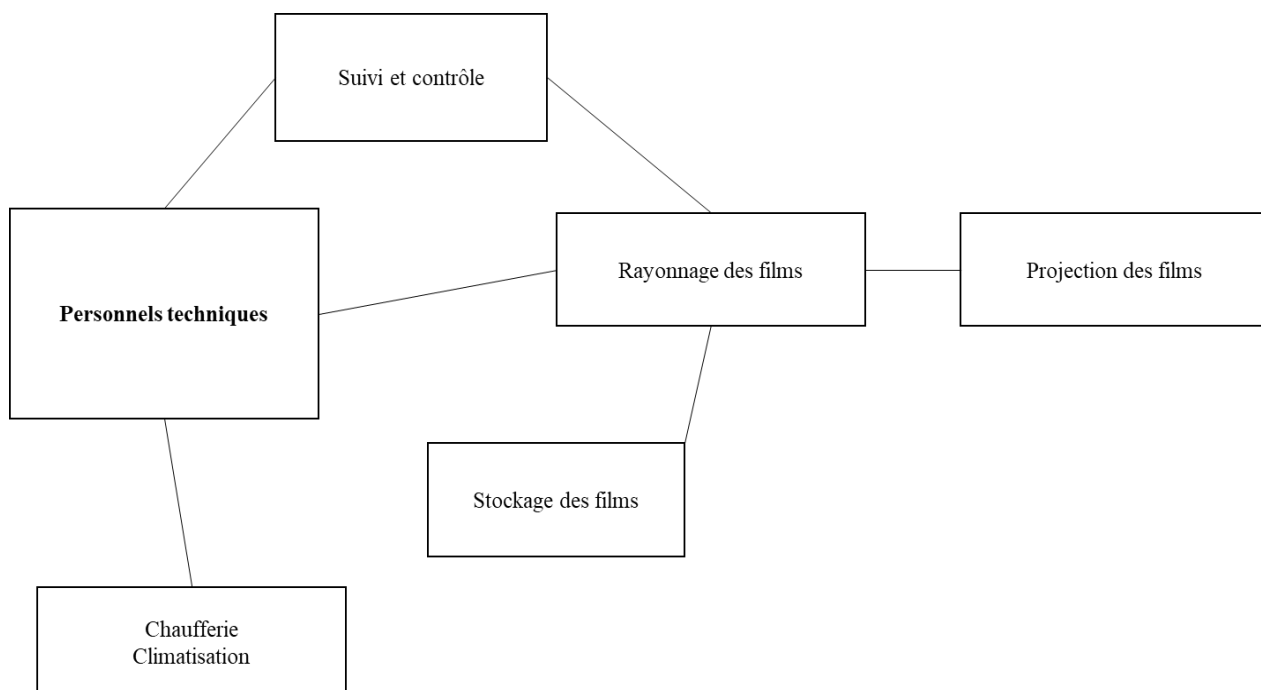 Suivi et contrôle
Personnels techniques
Rayonnage des films
Projection des films
Stockage des films
Chaufferie
Climatisation